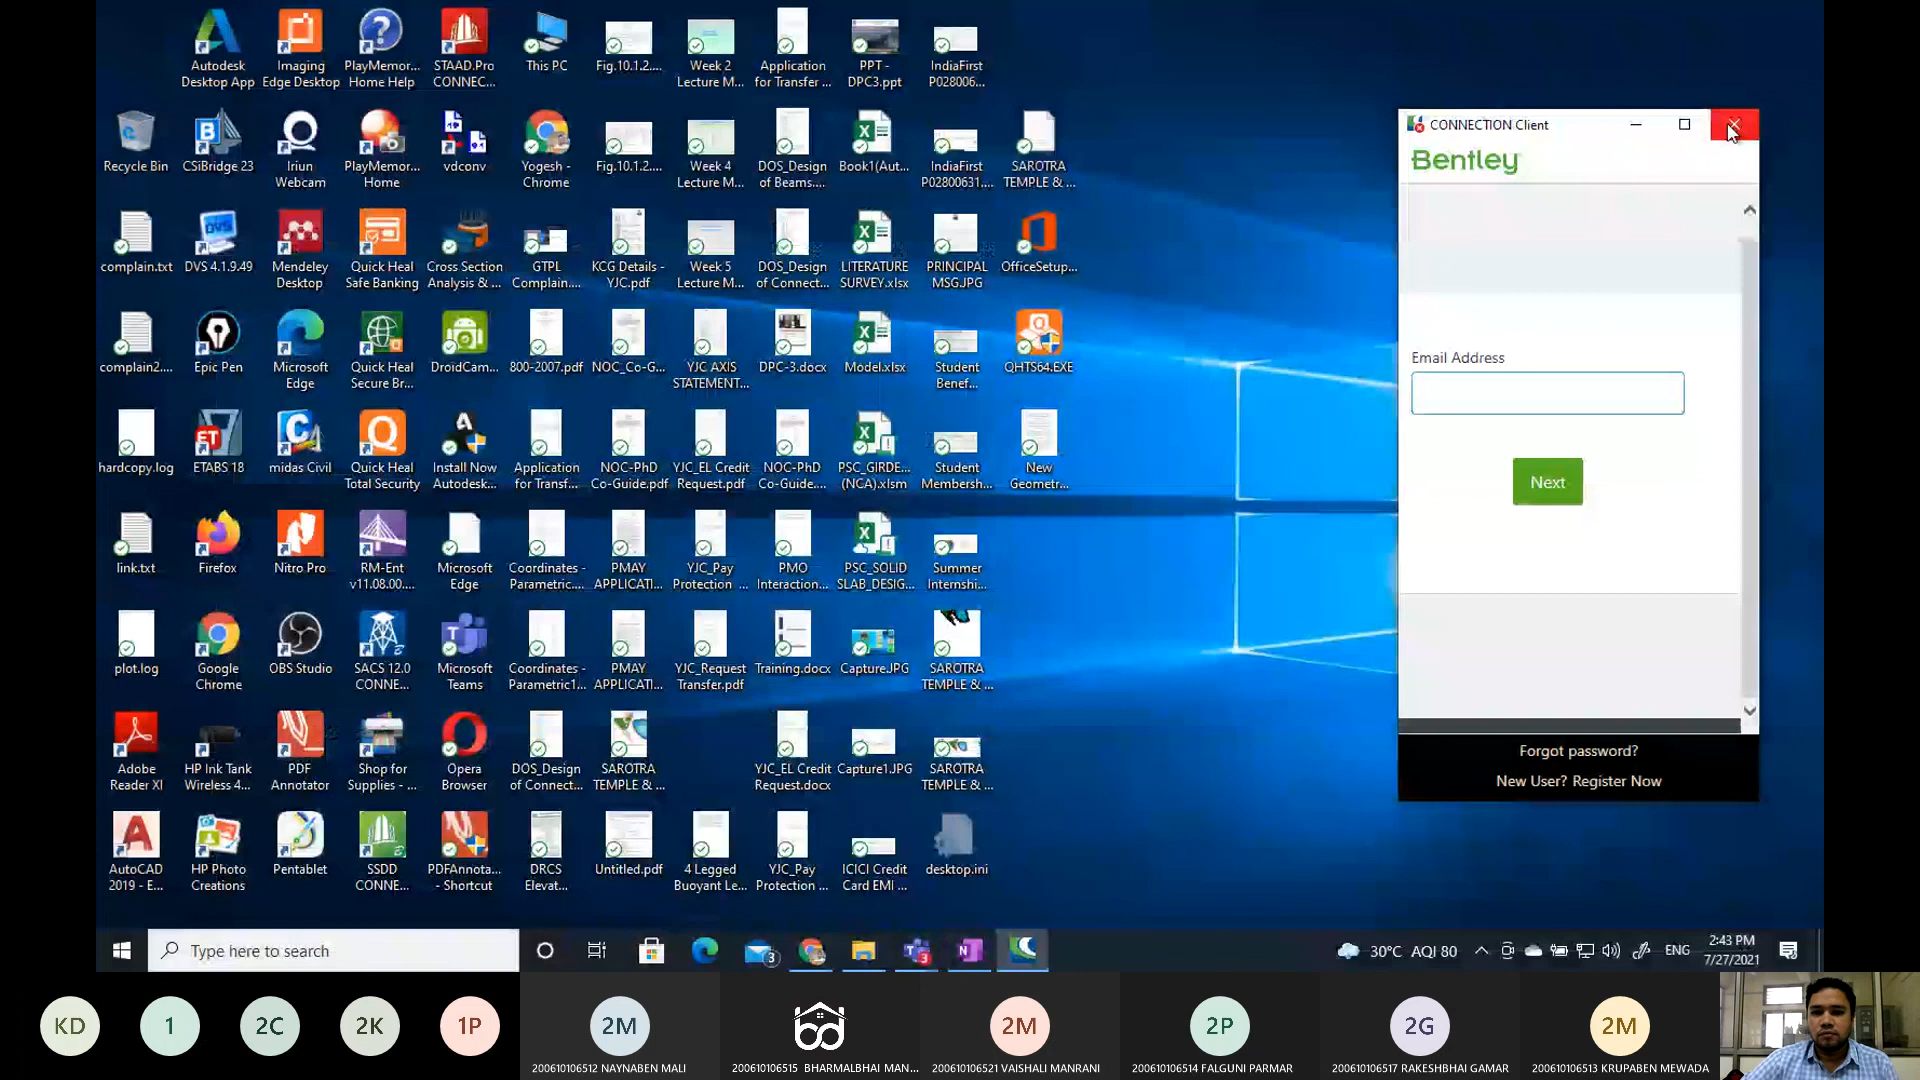 Autodesk
Desktop App
Imaging
Edge Desktop
PlayMemor...
Home Help
STAAD.Pro
CONNEC...
This PC
Fig.10.1.2....
Week 2
Lecture M...
Application
for Transfer ...
PPT -
DPC3.ppt
IndiaFirst
P028006...
Recycle Bin
CSiBridge 23
Iriun
Webcam
PlayMemor...
Home
vdconv
Yogesh -
Chrome
Fig.10.1.2....
Week 4
Lecture M...
DOS_Design
of Beams....
Book1(Aut...
IndiaFirst
P02800631....
SAROTRA
TEMPLE & ...
complain.txt
DVS 4.1.9.49
Mendeley
Desktop
Quick Heal
Safe Banking
Cross Section
Analysis & ...
GTPL
Complain....
KCG Details -
YJC.pdf
Week 5
Lecture M...
DOS_Design
of Connect...
LITERATURE
SURVEY.xlsx
PRINCIPAL
MSG.JPG
OfficeSetup...
complain2....
Epic Pen
Microsoft
Edge
Quick Heal
Secure Br...
DroidCam...
800-2007.pdf
NOC_Co-G...
YJC AXIS
STATEMENT...
DPC-3.docx
Model.xlsx
Student
Benef...
QHTS64.EXE
hardcopy.log
ETABS 18
midas Civil
Quick Heal
Total Security
Install Now
Autodesk...
Application
for Transf...
NOC-PhD
Co-Guide.pdf
YJC_EL Credit
Request.pdf
NOC-PhD
Co-Guide....
PSC_GIRDE...
(NCA).xlsm
Student
Membersh...
New
Geometr...
link.txt
Firefox
Nitro Pro
RM-Ent
v11.08.00....
Microsoft
Edge
Coordinates -
Parametric....
PMAY
APPLICATI...
YJC_Pay
Protection ...
PMO
Interaction...
PSC_SOLID
SLAB_DESIG...
Summer
Internshi...
plot.log
Google
Chrome
OBS Studio
SACS 12.0
CONNE...
Microsoft
Teams
Coordinates -
Parametric1...
PMAY
APPLICATI...
YJC_Request
Transfer.pdf
Training.docx
Capture.JPG
SAROTRA
TEMPLE & ...
Adobe
Reader XI
HP Ink Tank
Wireless 4...
PDF
Annotator
Shop for
Supplies - ...
Opera
Browser
DOS_Design
of Connect...
SAROTRA
TEMPLE & ...
YJC_EL Credit
Request.docx
Capture1.JPG
SAROTRA
TEMPLE & ...
AutoCAD
2019 - E...
HP Photo
Creations
Pentablet
SSDD
CONNE...
PDFAnnota...
- Shortcut
DRCS
Elevat...
Untitled.pdf
4 Legged
Buoyant Le...
YJC_Pay
Protection ...
ICICI Credit
Card EMI ...
desktop.ini
CONNECTION Client
Bentley
Email Address
Next
Forgot password?
New User? Register Now
Type here to search
3
3
30°C AQI 80
ENG
2:43 PM
7/27/2021
KD
1
2C
2K
1P
2M
2M
2P
2G
2M
200610106512 NAYNABEN MALI
200610106515 BHARMALBHAI MAN...
200610106521 VAISHALI MANRANI
200610106514 FALGUNI PARMAR
200610106517 RAKESHBHAI GAMAR
200610106513 KRUPABEN MEWADA